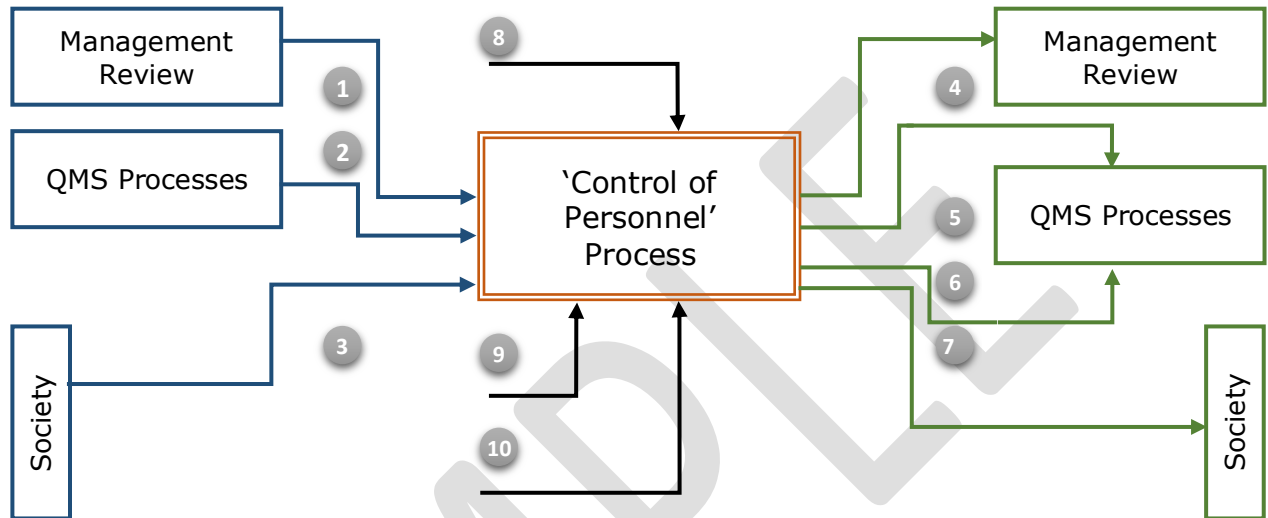 Management
Review
1
2
QMS Processes
3
Society
8
'Control of
Personnel'
Process
9
10
4
Management
Review
5
QMS Processes
6
7
Society